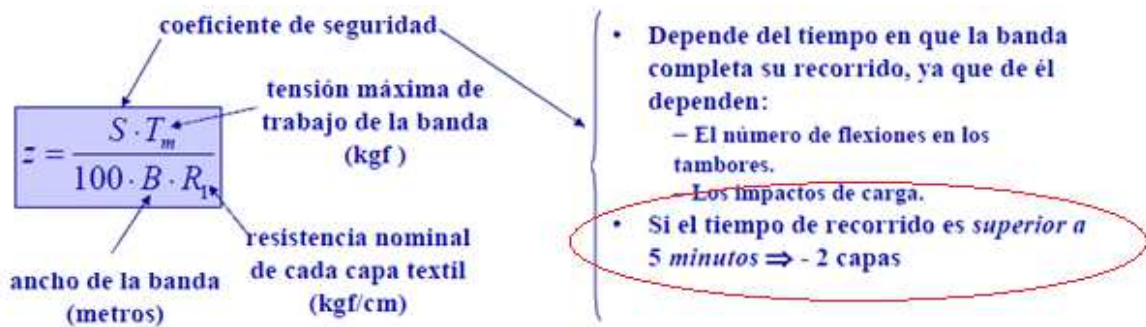 coeficiente de seguridad
tensión máxima de
trabajo de la banda
(kgf )
z = S · Tm / 100 · B · R1
resistencia nominal
de cada capa textil
(kgf/cm)
ancho de la banda
(metros)
• Depende del tiempo en que la banda
completa su recorrido, ya que de él
dependen:
– El número de flexiones en los
tambores.
– Los impactos de carga.
• Si el tiempo de recorrido es superior a
5 minutos ⇒ - 2 capas